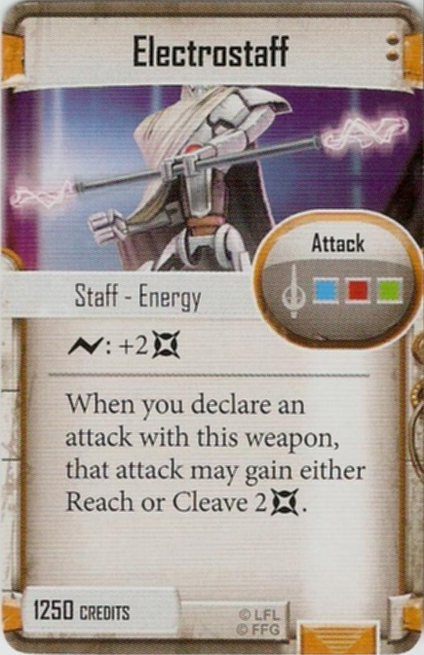 Electrostaff
Attack
Staff - Energy
: +2
When you declare an
attack with this weapon,
that attack may gain either
Reach or Cleave 2 .
1250 CREDITS
© LFL
© FFG